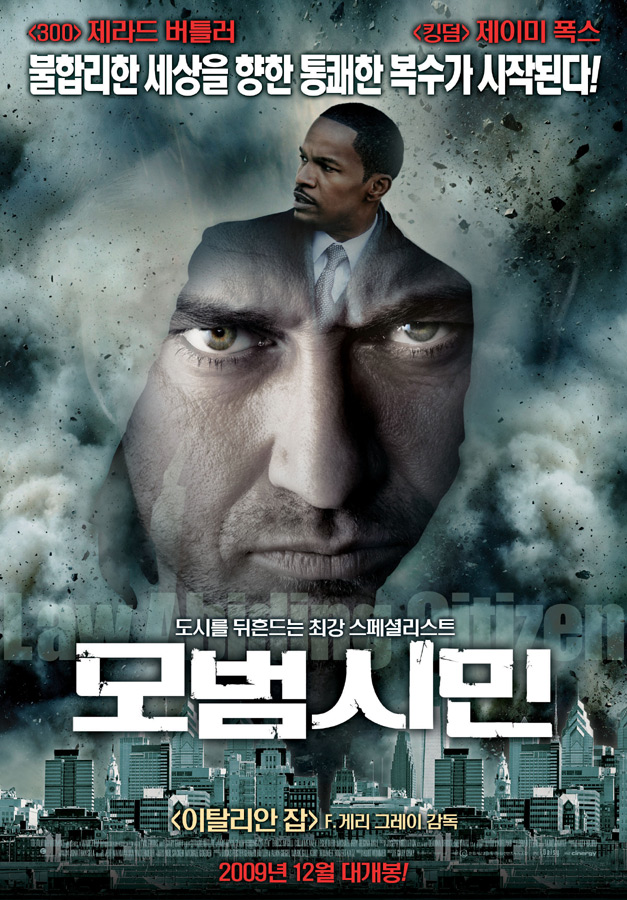 <300> 제라드 버틀러
<킹덤> 제이미 폭스
불합리한 세상을 향한 통쾌한 복수가 시작된다!
Law Abiding Citizen
도시를 뒤흔드는 최강 스페셜리스트
모범시민
<이탈리안 잡> F. 게리 그레이 감독
2009년 12월 대개봉!